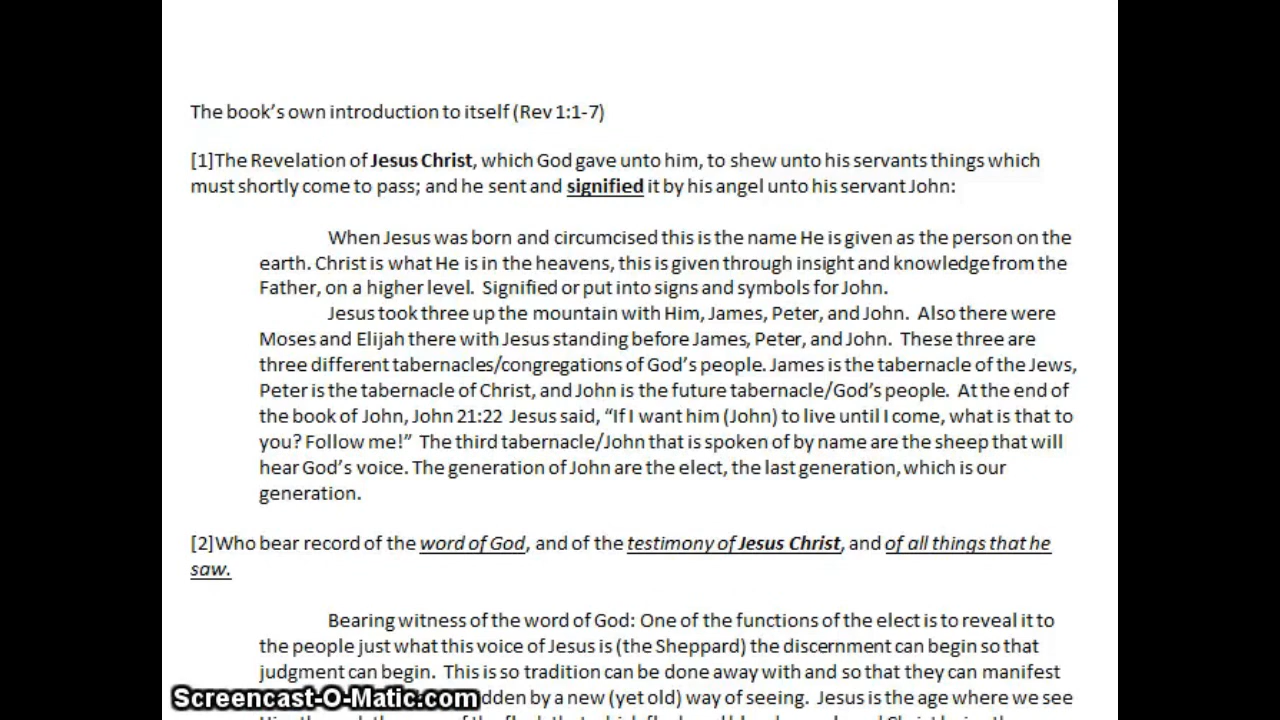 The book's own introduction to itself (Rev 1:1-7)
[1]The Revelation of Jesus Christ, which God gave unto him, to shew unto his servants things which
must shortly come to pass; and he sent and signified it by his angel unto his servant John:
When Jesus was born and circumcised this is the name He is given as the person on the
earth. Christ is what He is in the heavens, this is given through insight and knowledge from the
Father, on a higher level.  Signified or put into signs and symbols for John.
Jesus took three up the mountain with Him, James, Peter, and John.  Also there were
Moses and Elijah there with Jesus standing before James, Peter, and John.  These three are
three different tabernacles/congregations of God's people. James is the tabernacle of the Jews,
Peter is the tabernacle of Christ, and John is the future tabernacle/God's people.  At the end of
the book of John, John 21:22 Jesus said, “If I want him (John) to live until I come, what is that to
you? Follow me!”  The third tabernacle/John that is spoken of by name are the sheep that will
hear God's voice. The generation of John are the elect, the last generation, which is our
generation.
[2]Who bear record of the word of God, and of the testimony of Jesus Christ, and of all things that he
saw.
Bearing witness of the word of God: One of the functions of the elect is to reveal it to
the people just what this voice of Jesus is (the Sheppard) the discernment can begin so that
judgment can begin.  This is so tradition can be done away with and so that they can manifest
Screencast-O-Matic.com by a new (yet old) way of seeing.  Jesus is the age where we see